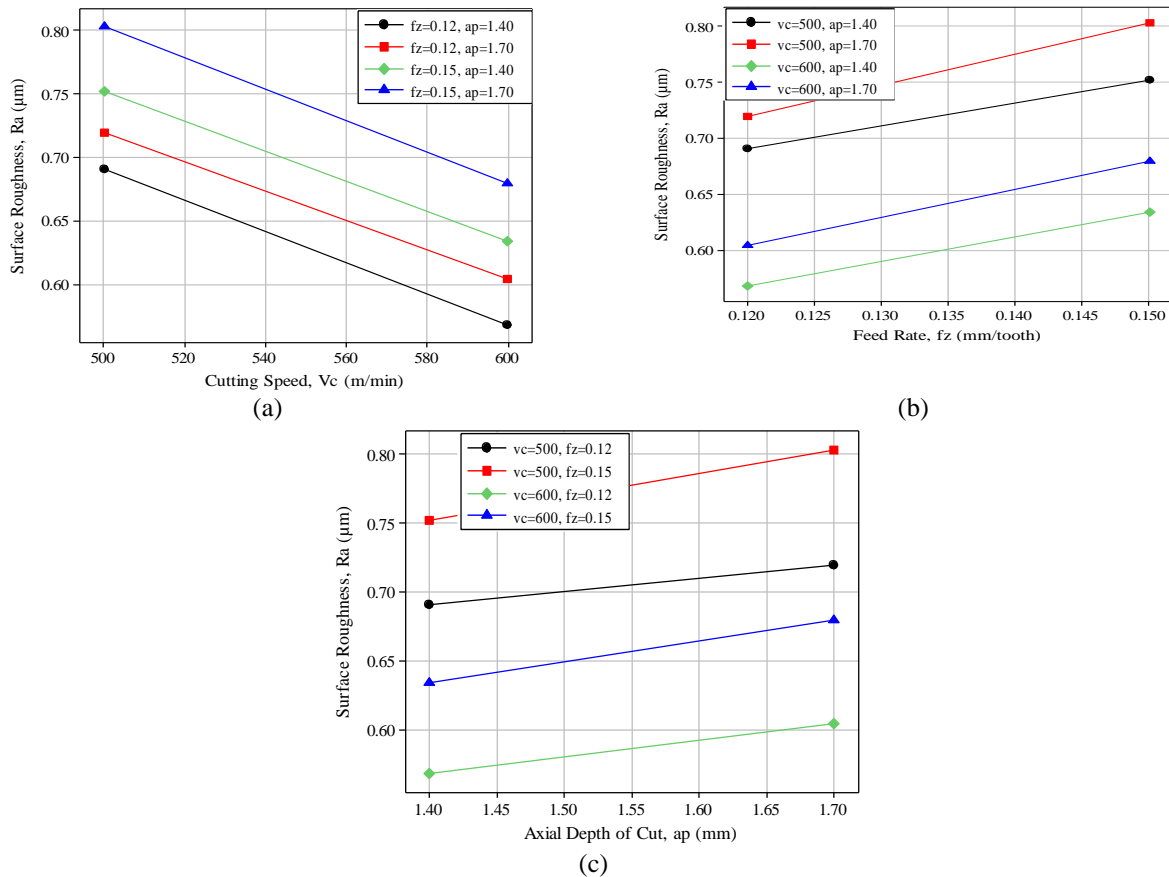 fz=0.12, ap=1.40
fz=0.12, ap=1.70
fz=0.15, ap=1.40
fz=0.15, ap=1.70
0.80
0.75
0.70
0.65
0.60
Surface Roughness, Ra (µm)
500 520 540 560 580 600
Cutting Speed, Vc (m/min)
(a)
vc=500, ap=1.40
vc=500, ap=1.70
vc=600, ap=1.40
vc=600, ap=1.70
0.80
0.75
0.70
0.65
0.60
Surface Roughness, Ra (µm)
0.120 0.125 0.130 0.135 0.140 0.145 0.150
Feed Rate, fz (mm/tooth)
(b)
vc=500, fz=0.12
vc=500, fz=0.15
vc=600, fz=0.12
vc=600, fz=0.15
0.80
0.75
0.70
0.65
0.60
Surface Roughness, Ra (µm)
1.40 1.45 1.50 1.55 1.60 1.65 1.70
Axial Depth of Cut, ap (mm)
(c)